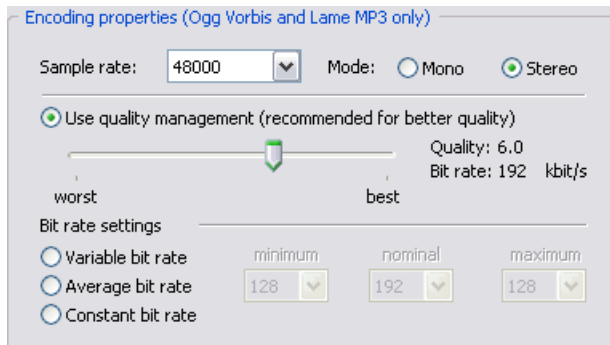 Encoding properties (Ogg Vorbis and Lame MP3 only)
Sample rate: 48000 Mode: Mono Stereo
Use quality management (recommended for better quality)
Quality: 6.0
Bit rate: 192 kbit/s
worst best
Bit rate settings
Variable bit rate minimum nominal maximum
Average bit rate 128 192 128
Constant bit rate